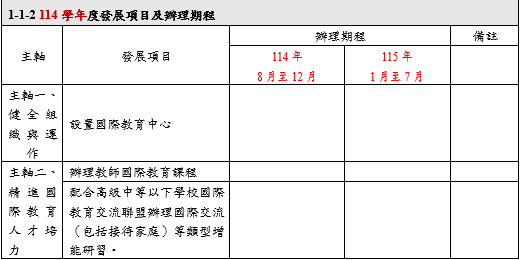 1-1-2 114 學年度發展項目及辦理期程
主軸 發展項目 辦理期程 備註
114 年 115 年
8 月至 12 月 1 月至 7 月
主軸一、
健全組
織與運
作
設置國際教育中心
主軸二、
精進國
際教育
人才培
力
辦理教師國際教育課程
配合高級中等以下學校國際
教育交流聯盟辦理國際交流
（包括接待家庭）等類型增
能研習。